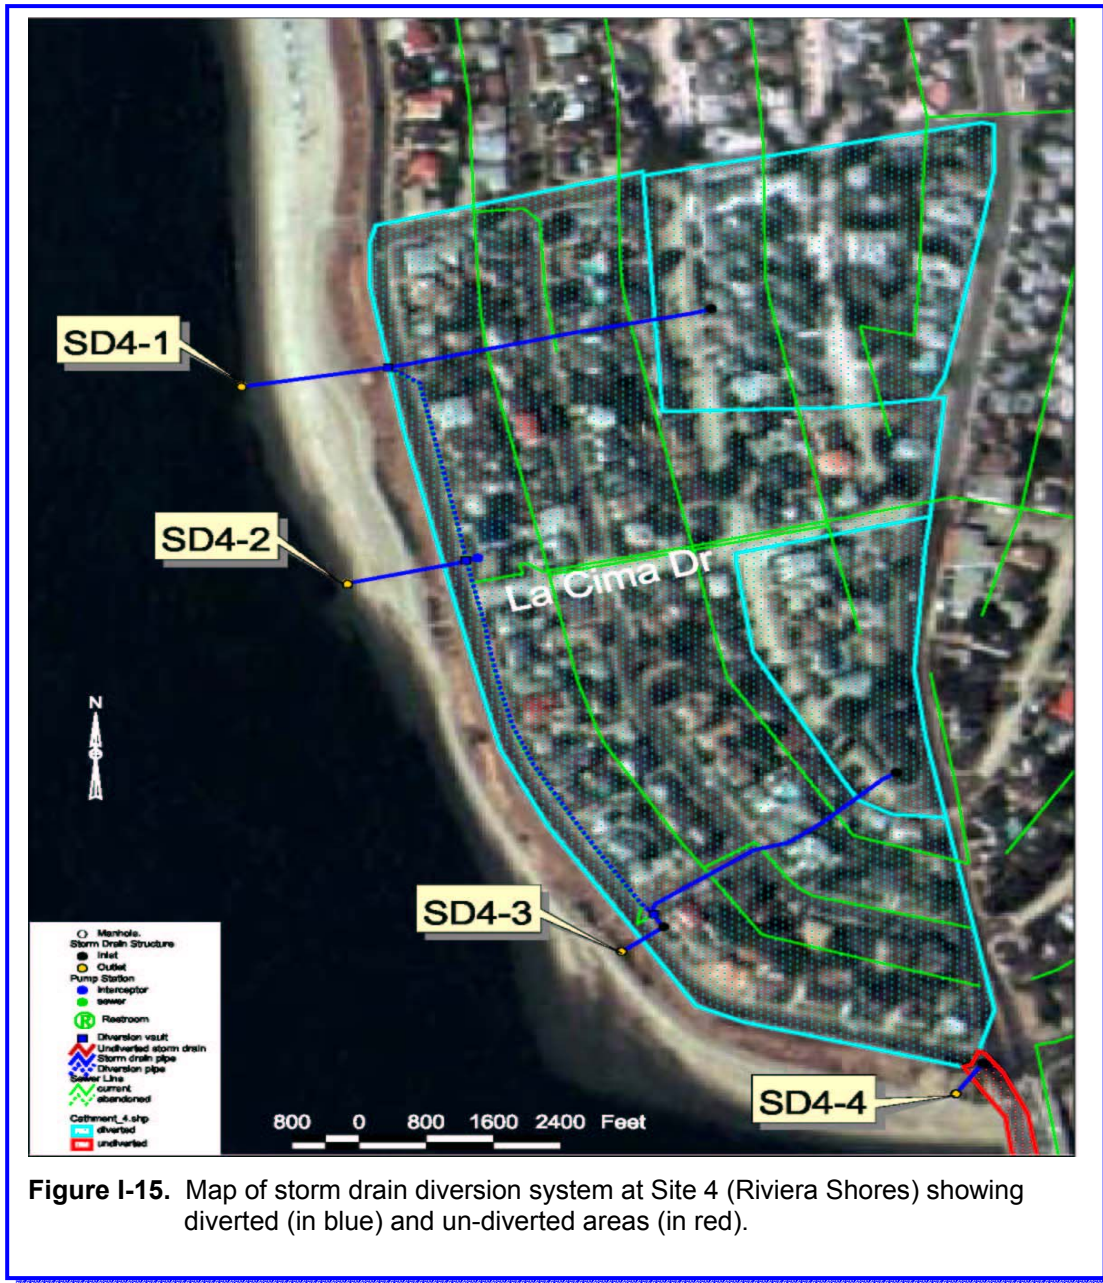 SD4-1
SD4-2
La Cima Dr
N
SD4-3
SD4-4
Manhole.
Storm Drain Structure
Inlet
Outlet
Pump Station
Interceptor
sewer
R Restroom
Diversion vault
Undiverted storm drain
Storm drain pipe
Diversion pipe
Sewer Line
current
abandoned
Cathment_4.shp
diverted
undiverted
800 0 800 1600 2400 Feet
Figure I-15. Map of storm drain diversion system at Site 4 (Riviera Shores) showing
diverted (in blue) and un-diverted areas (in red).